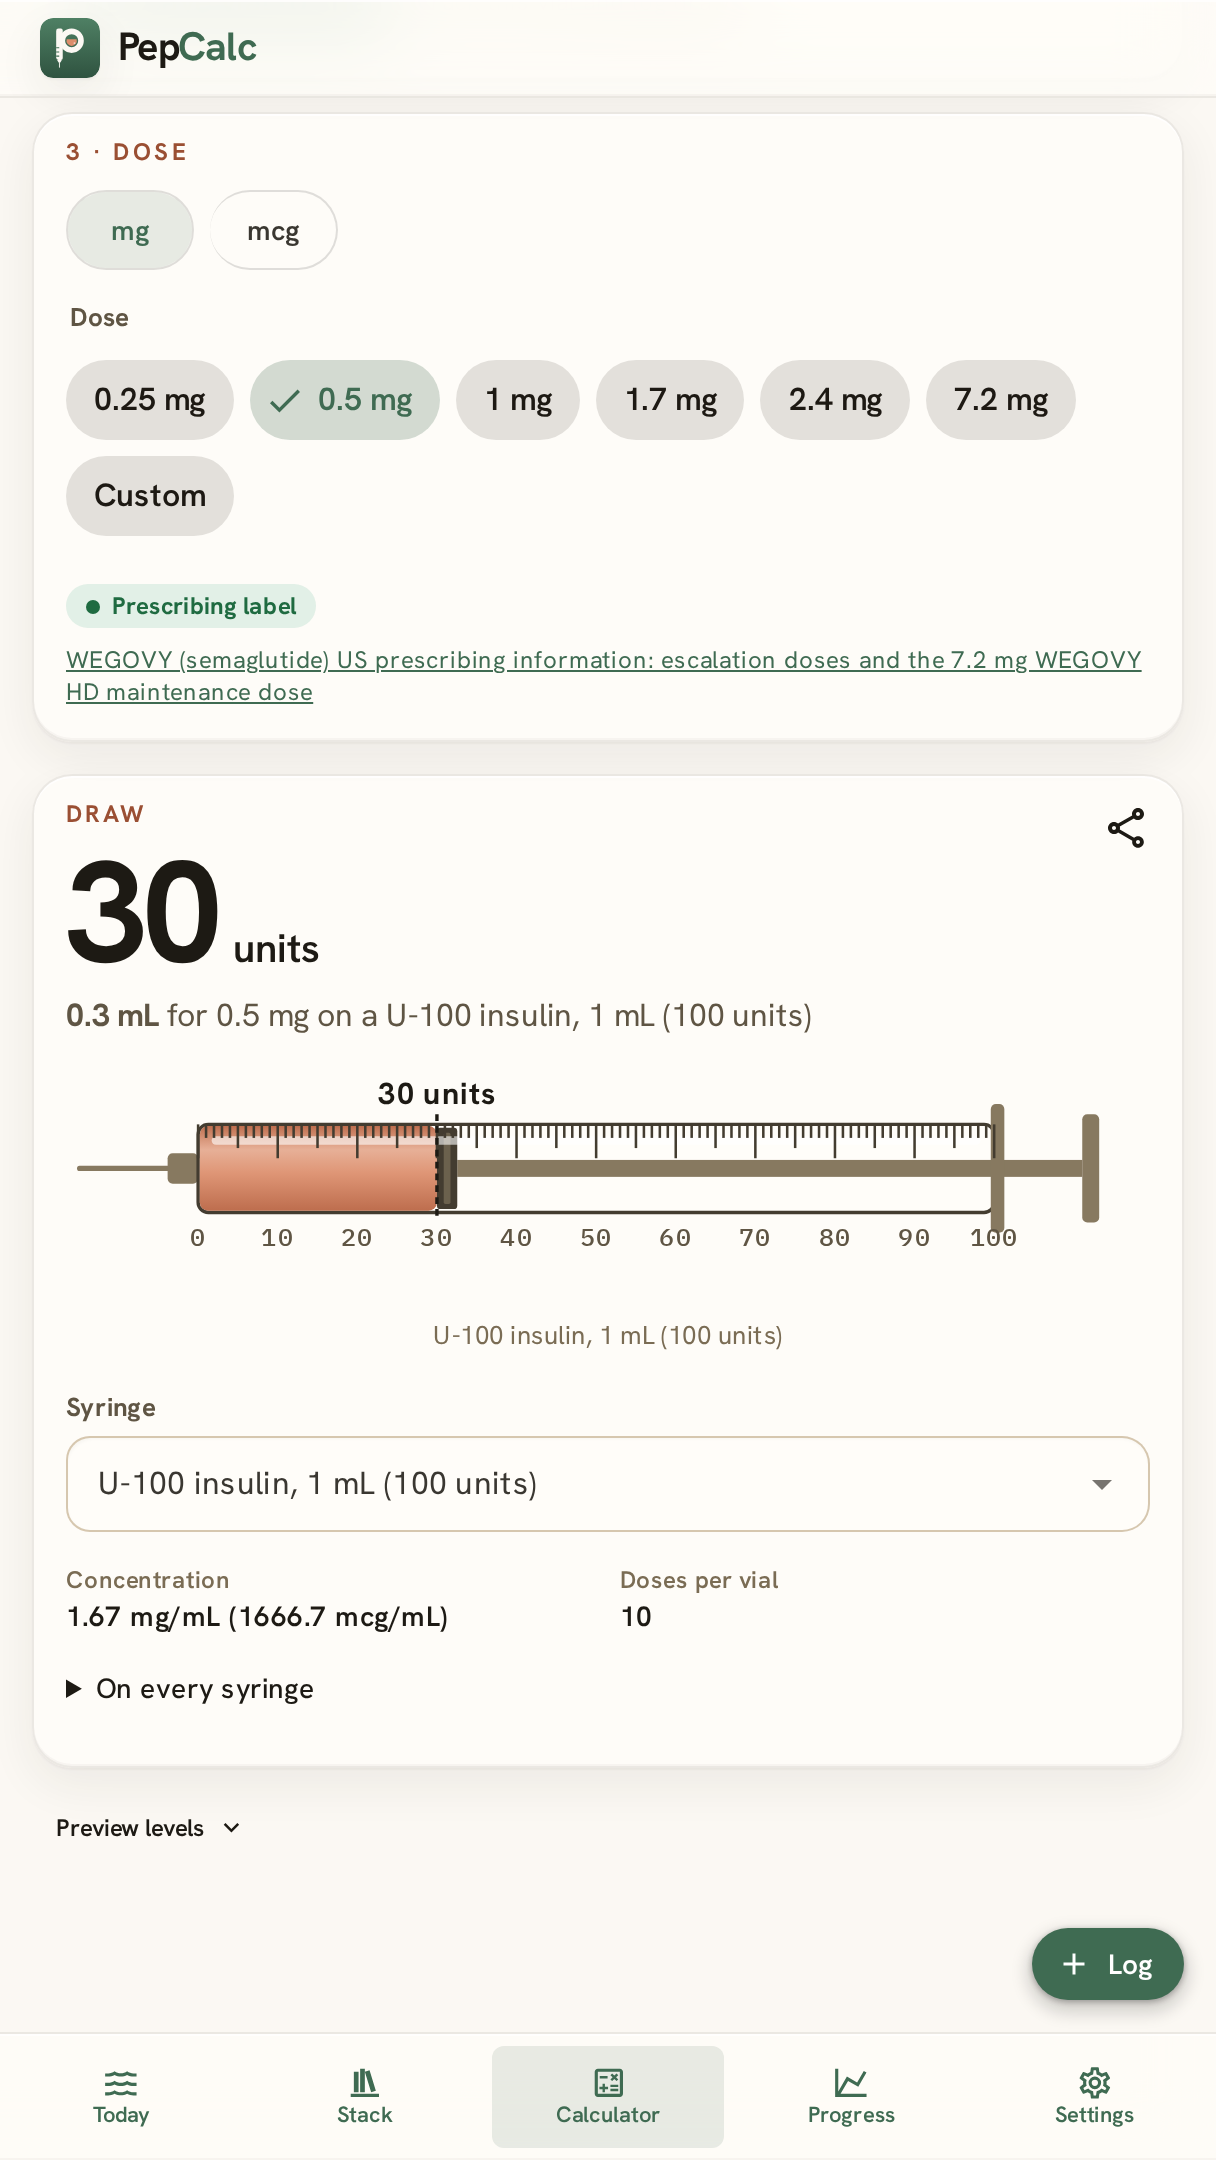 PepCalc
3 · DOSE
mg mcg
Dose
0.25 mg 0.5 mg 1 mg 1.7 mg 2.4 mg 7.2 mg
Custom
Prescribing label
WEGOVY (semaglutide) US prescribing information: escalation doses and the 7.2 mg WEGOVY
HD maintenance dose
DRAW
30 units
0.3 mL for 0.5 mg on a U-100 insulin, 1 mL (100 units)
30 units
0 10 20 30 40 50 60 70 80 90 100
U-100 insulin, 1 mL (100 units)
Syringe
U-100 insulin, 1 mL (100 units)
Concentration Doses per vial
1.67 mg/mL (1666.7 mcg/mL) 10
On every syringe
Preview levels
Log
Today Stack Calculator Progress Settings